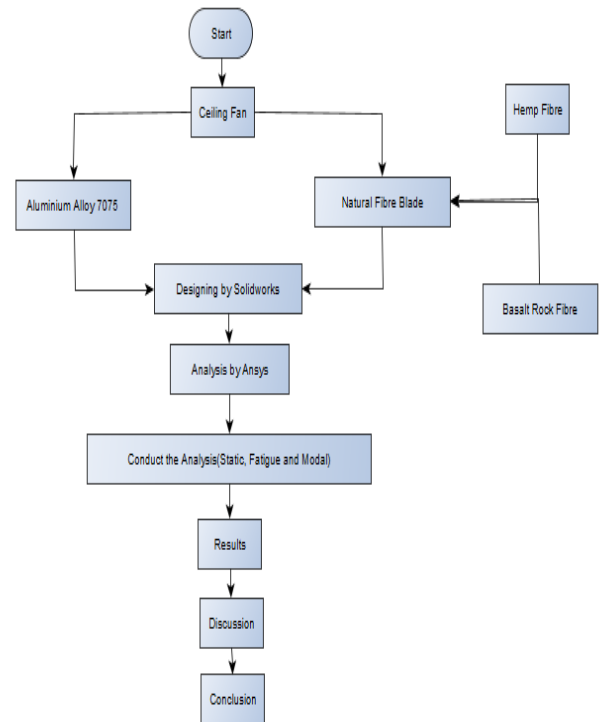 Start
Ceiling Fan
Hemp Fibre
Aluminium Alloy 7075
Natural Fibre Blade
Designing by Solidworks
Basalt Rock Fibre
Analysis by Ansys
Conduct the Analysis(Static, Fatigue and Modal)
Results
Discussion
Conclusion